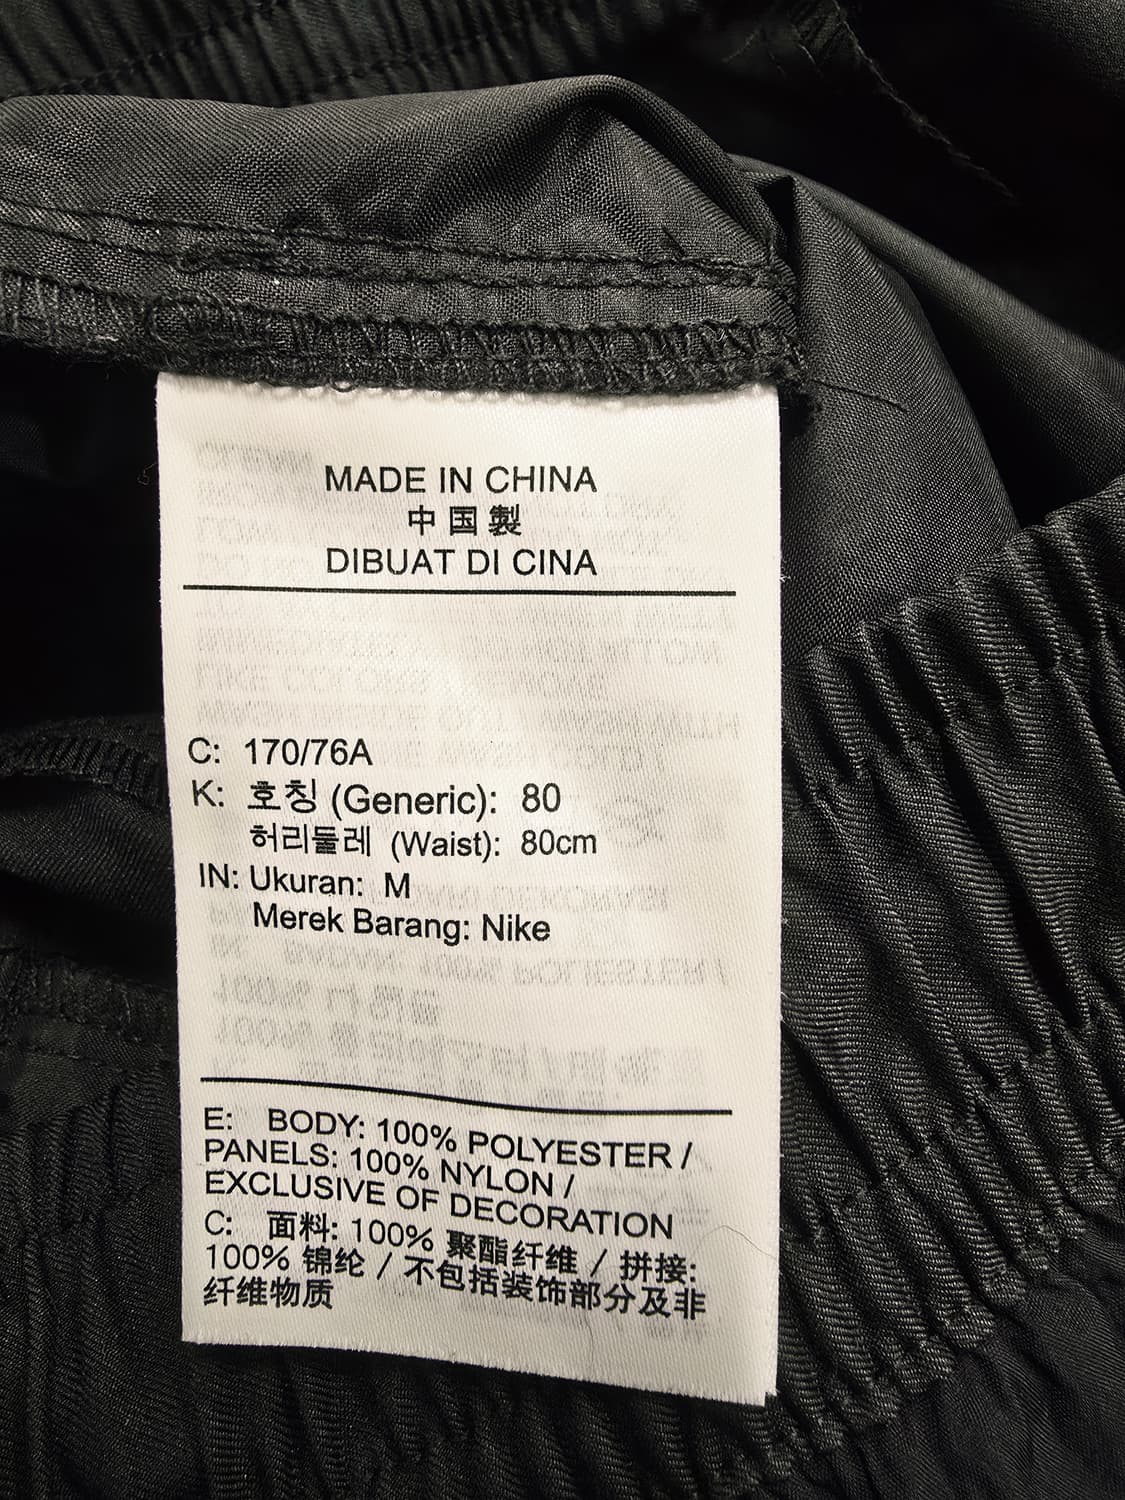 MADE IN CHINA
中国製
DIBUAT DI CINA
C: 170/76A
K: 호칭 (Generic): 80
허리둘레 (Waist): 80cm
IN: Ukuran: M
Merek Barang: Nike
E: BODY: 100% POLYESTER /
PANELS: 100% NYLON /
EXCLUSIVE OF DECORATION
C: 面料: 100% 聚酯纤维 / 拼接:
100% 锦纶 / 不包括装饰部分及非
纤维物质